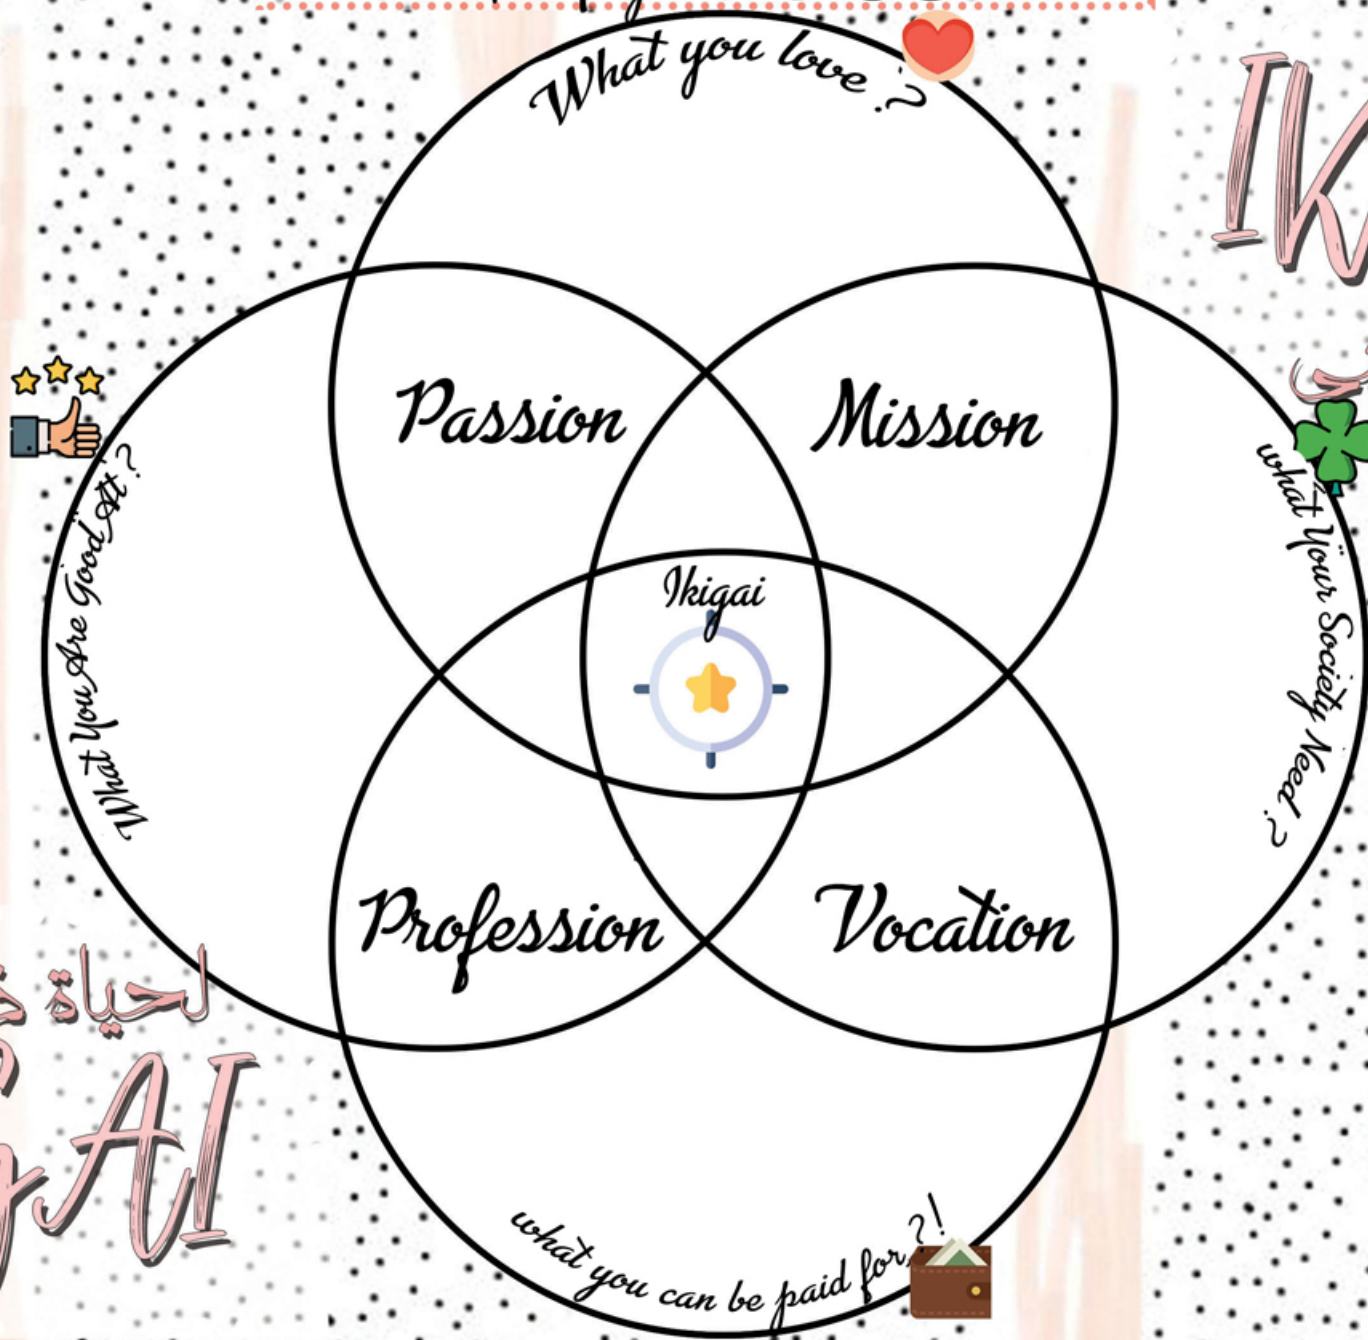 What you love ?
IK
Passion
Mission
What You Are Good At ?
what Your Society Need ?
Ikigai
Profession
Vocation
لحياة
gAI
what you can be paid for ?!